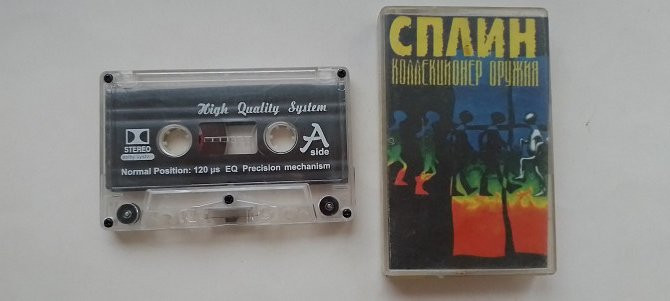 High Quality System
STEREO
A
side
Normal Position: 120 µs EQ Precision mechanism
СПЛИН
КОЛЛЕКЦИОНЕР ОРУЖИЯ